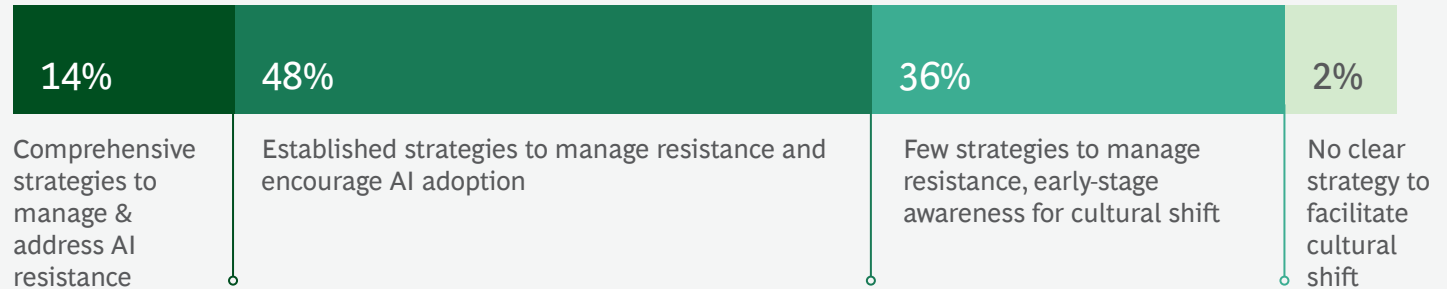 14%
48%
36%
2%
Comprehensive
strategies to
manage &
address AI
resistance
Established strategies to manage resistance and
encourage AI adoption
Few strategies to manage
resistance, early-stage
awareness for cultural shift
No clear
strategy to
facilitate
cultural
shift